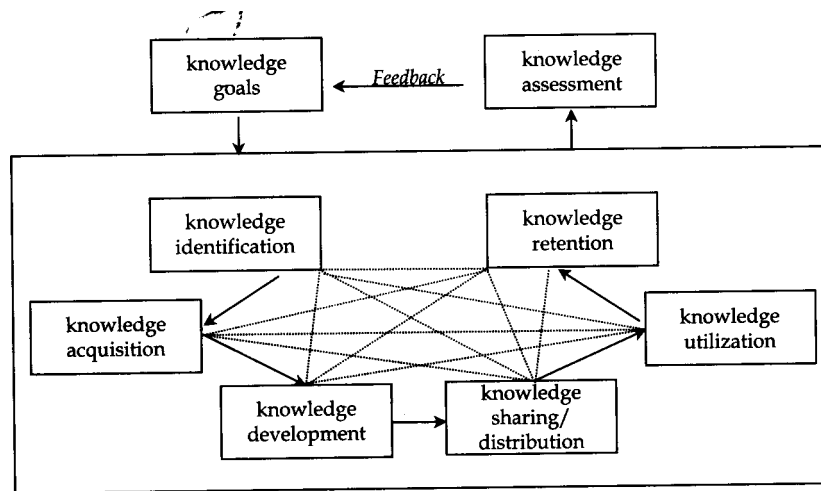 knowledge
goals
Feedback
knowledge
assessment
knowledge
identification
knowledge
retention
knowledge
acquisition
knowledge
utilization
knowledge
development
knowledge
sharing/
distribution